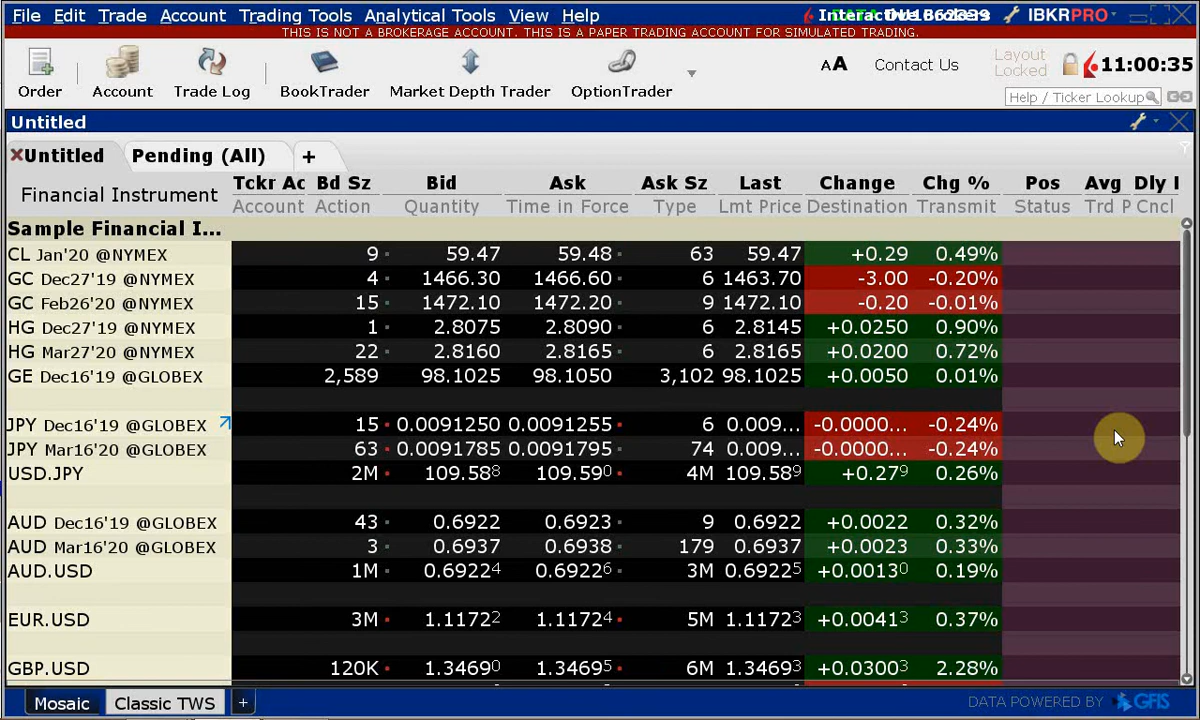 File Edit Trade Account Trading Tools Analytical Tools View Help IBKRPRO
THIS IS NOT A BROKERAGE ACCOUNT. THIS IS A PAPER TRADING ACCOUNT FOR SIMULATED TRADING.
Order Account Trade Log BookTrader Market Depth Trader OptionTrader AA Contact Us Layout Locked 11:00:35
Help / Ticker Lookup
Untitled
Untitled Pending (All) +
Financial Instrument Tckr Ac Bd Sz Bid Ask Ask Sz Last Change Chg % Pos Avg Dly
Account Action Quantity Time in Force Type Lmt Price Destination Transmit Status Trd P Cncl
Sample Financial I...
CL Jan'20 @NYMEX 9 59.47 59.48 63 59.47 +0.29 0.49%
GC Dec27'19 @NYMEX 4 1466.30 1466.60 6 1463.70 -3.00 -0.20%
GC Feb26'20 @NYMEX 15 1472.10 1472.20 9 1472.10 -0.20 -0.01%
HG Dec27'19 @NYMEX 1 2.8075 2.8090 6 2.8145 +0.0250 0.90%
HG Mar27'20 @NYMEX 22 2.8160 2.8165 6 2.8165 +0.0200 0.72%
GE Dec16'19 @GLOBEX 2,589 98.1025 98.1050 3,102 98.1025 +0.0050 0.01%
JPY Dec16'19 @GLOBEX 15 0.0091250 0.0091255 6 0.009... -0.0000... -0.24%
JPY Mar16'20 @GLOBEX 63 0.0091785 0.0091795 74 0.009... -0.0000... -0.24%
USD.JPY 2M 109.588 109.590 4M 109.589 +0.279 0.26%
AUD Dec16'19 @GLOBEX 43 0.6922 0.6923 9 0.6922 +0.0022 0.32%
AUD Mar16'20 @GLOBEX 3 0.6937 0.6938 179 0.6937 +0.0023 0.33%
AUD.USD 1M 0.69224 0.69226 3M 0.69225 +0.00130 0.19%
EUR.USD 3M 1.11722 1.11724 5M 1.11723 +0.00413 0.37%
GBP.USD 120K 1.34690 1.34695 6M 1.34693 +0.03003 2.28%
Mosaic Classic TWS + DATA POWERED BY GFIS